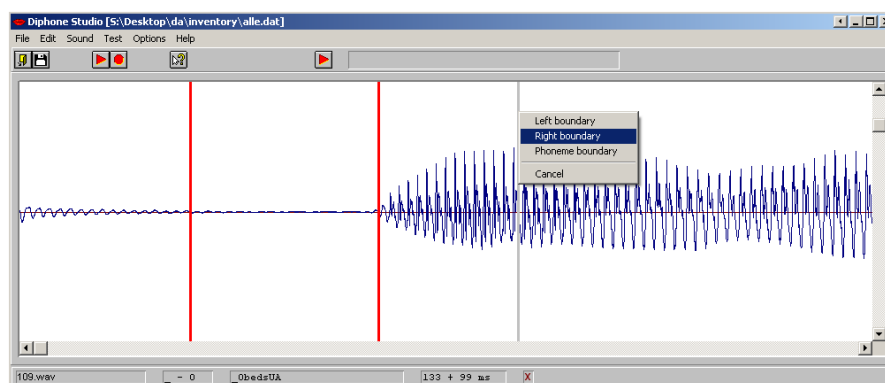 Diphone Studio [S:\Desktop\da\inventory\alle.dat]
File Edit Sound Test Options Help
Left boundary
Right boundary
Phoneme boundary
Cancel
109.wav _ - 0 _0bedsUA 133 + 99 ms X